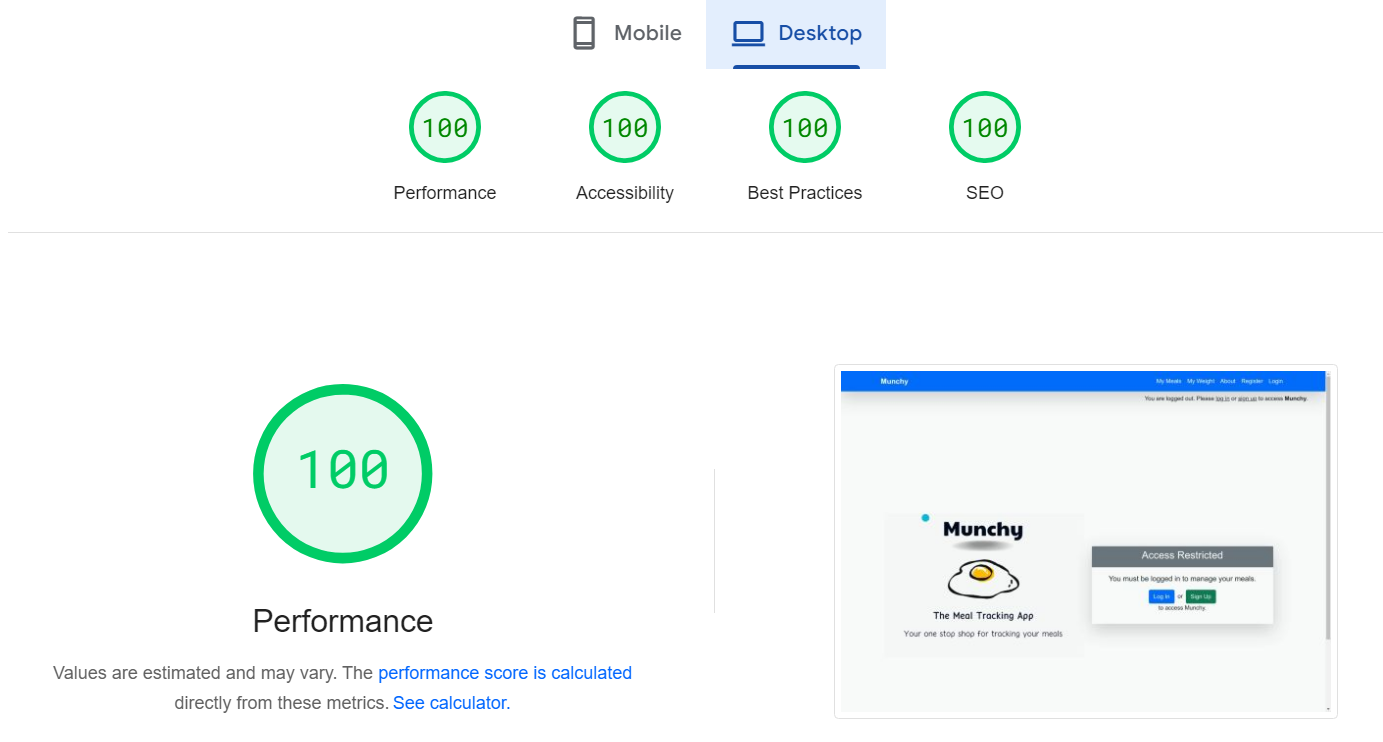 Mobile
Desktop
100
100
100
100
Performance
Accessibility
Best Practices
SEO
100
Performance
Values are estimated and may vary. The performance score is calculated
directly from these metrics. See calculator.
Munchy
My Meals My Weight About Register Login
You are logged out. Please log in or sign up to access Munchy.
Munchy
The Meal Tracking App
Your one stop shop for tracking your meals
Access Restricted
You must be logged in to manage your meals.
Log In or Sign Up
to access Munchy.